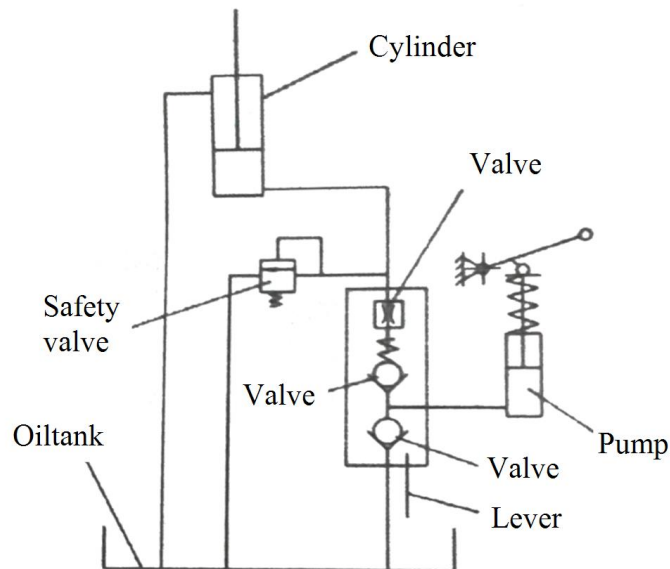 Cylinder
Valve
Safety
valve
Valve
Oiltank
Pump
Valve
Lever